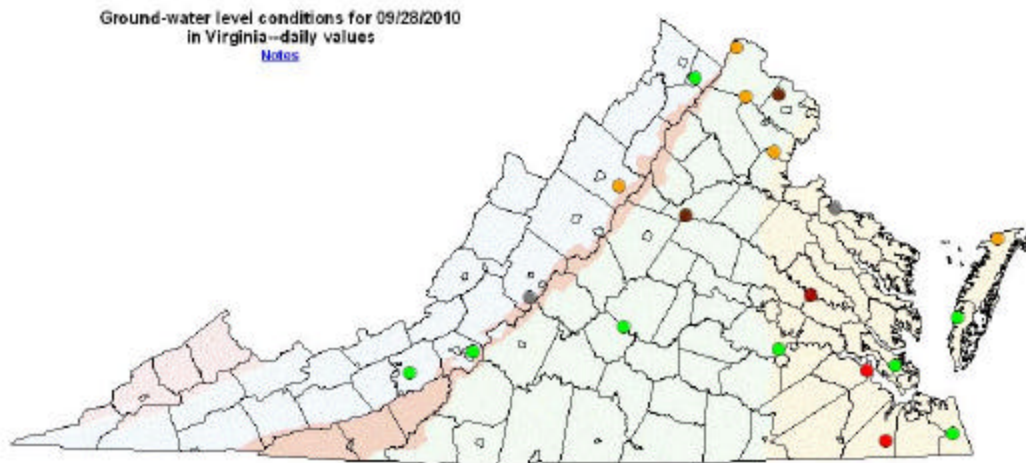 Ground-water level conditions for 09/28/2010
in Virginia--daily values
Notes